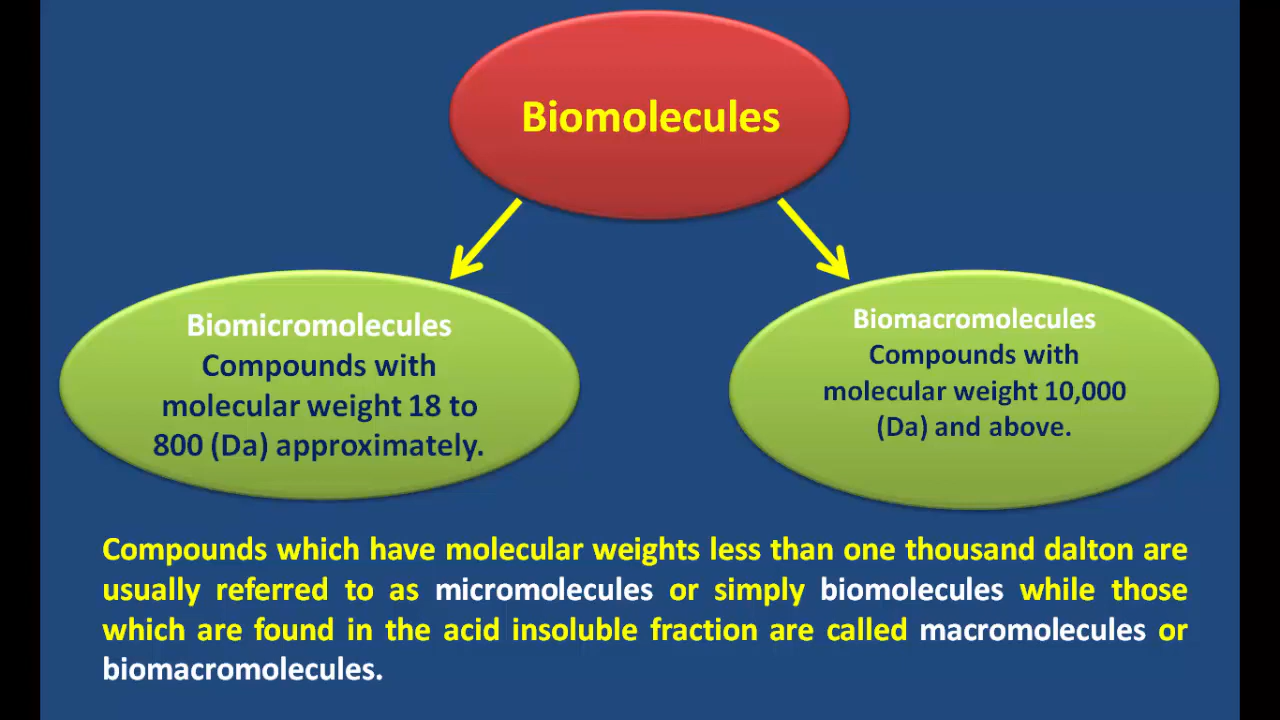 Biomolecules
Biomicromolecules
Compounds with
molecular weight 18 to
800 (Da) approximately.
Biomacromolecules
Compounds with
molecular weight 10,000
(Da) and above.
Compounds which have molecular weights less than one thousand dalton are
usually referred to as micromolecules or simply biomolecules while those
which are found in the acid insoluble fraction are called macromolecules or
biomacromolecules.